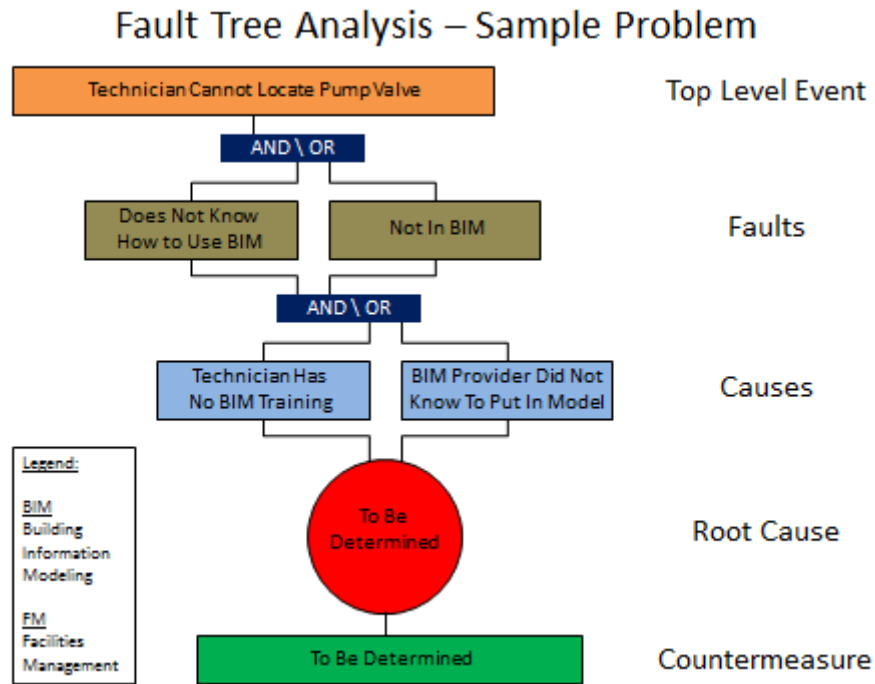 Fault Tree Analysis – Sample Problem
Technician Cannot Locate Pump Valve
Top Level Event
AND \ OR
Does Not Know
How to Use BIM
Not In BIM
Faults
AND \ OR
Technician Has
No BIM Training
BIM Provider Did Not
Know To Put In Model
Causes
Legend:
BIM
Building
Information
Modeling
FM
Facilities
Management
To Be
Determined
Root Cause
To Be Determined
Countermeasure